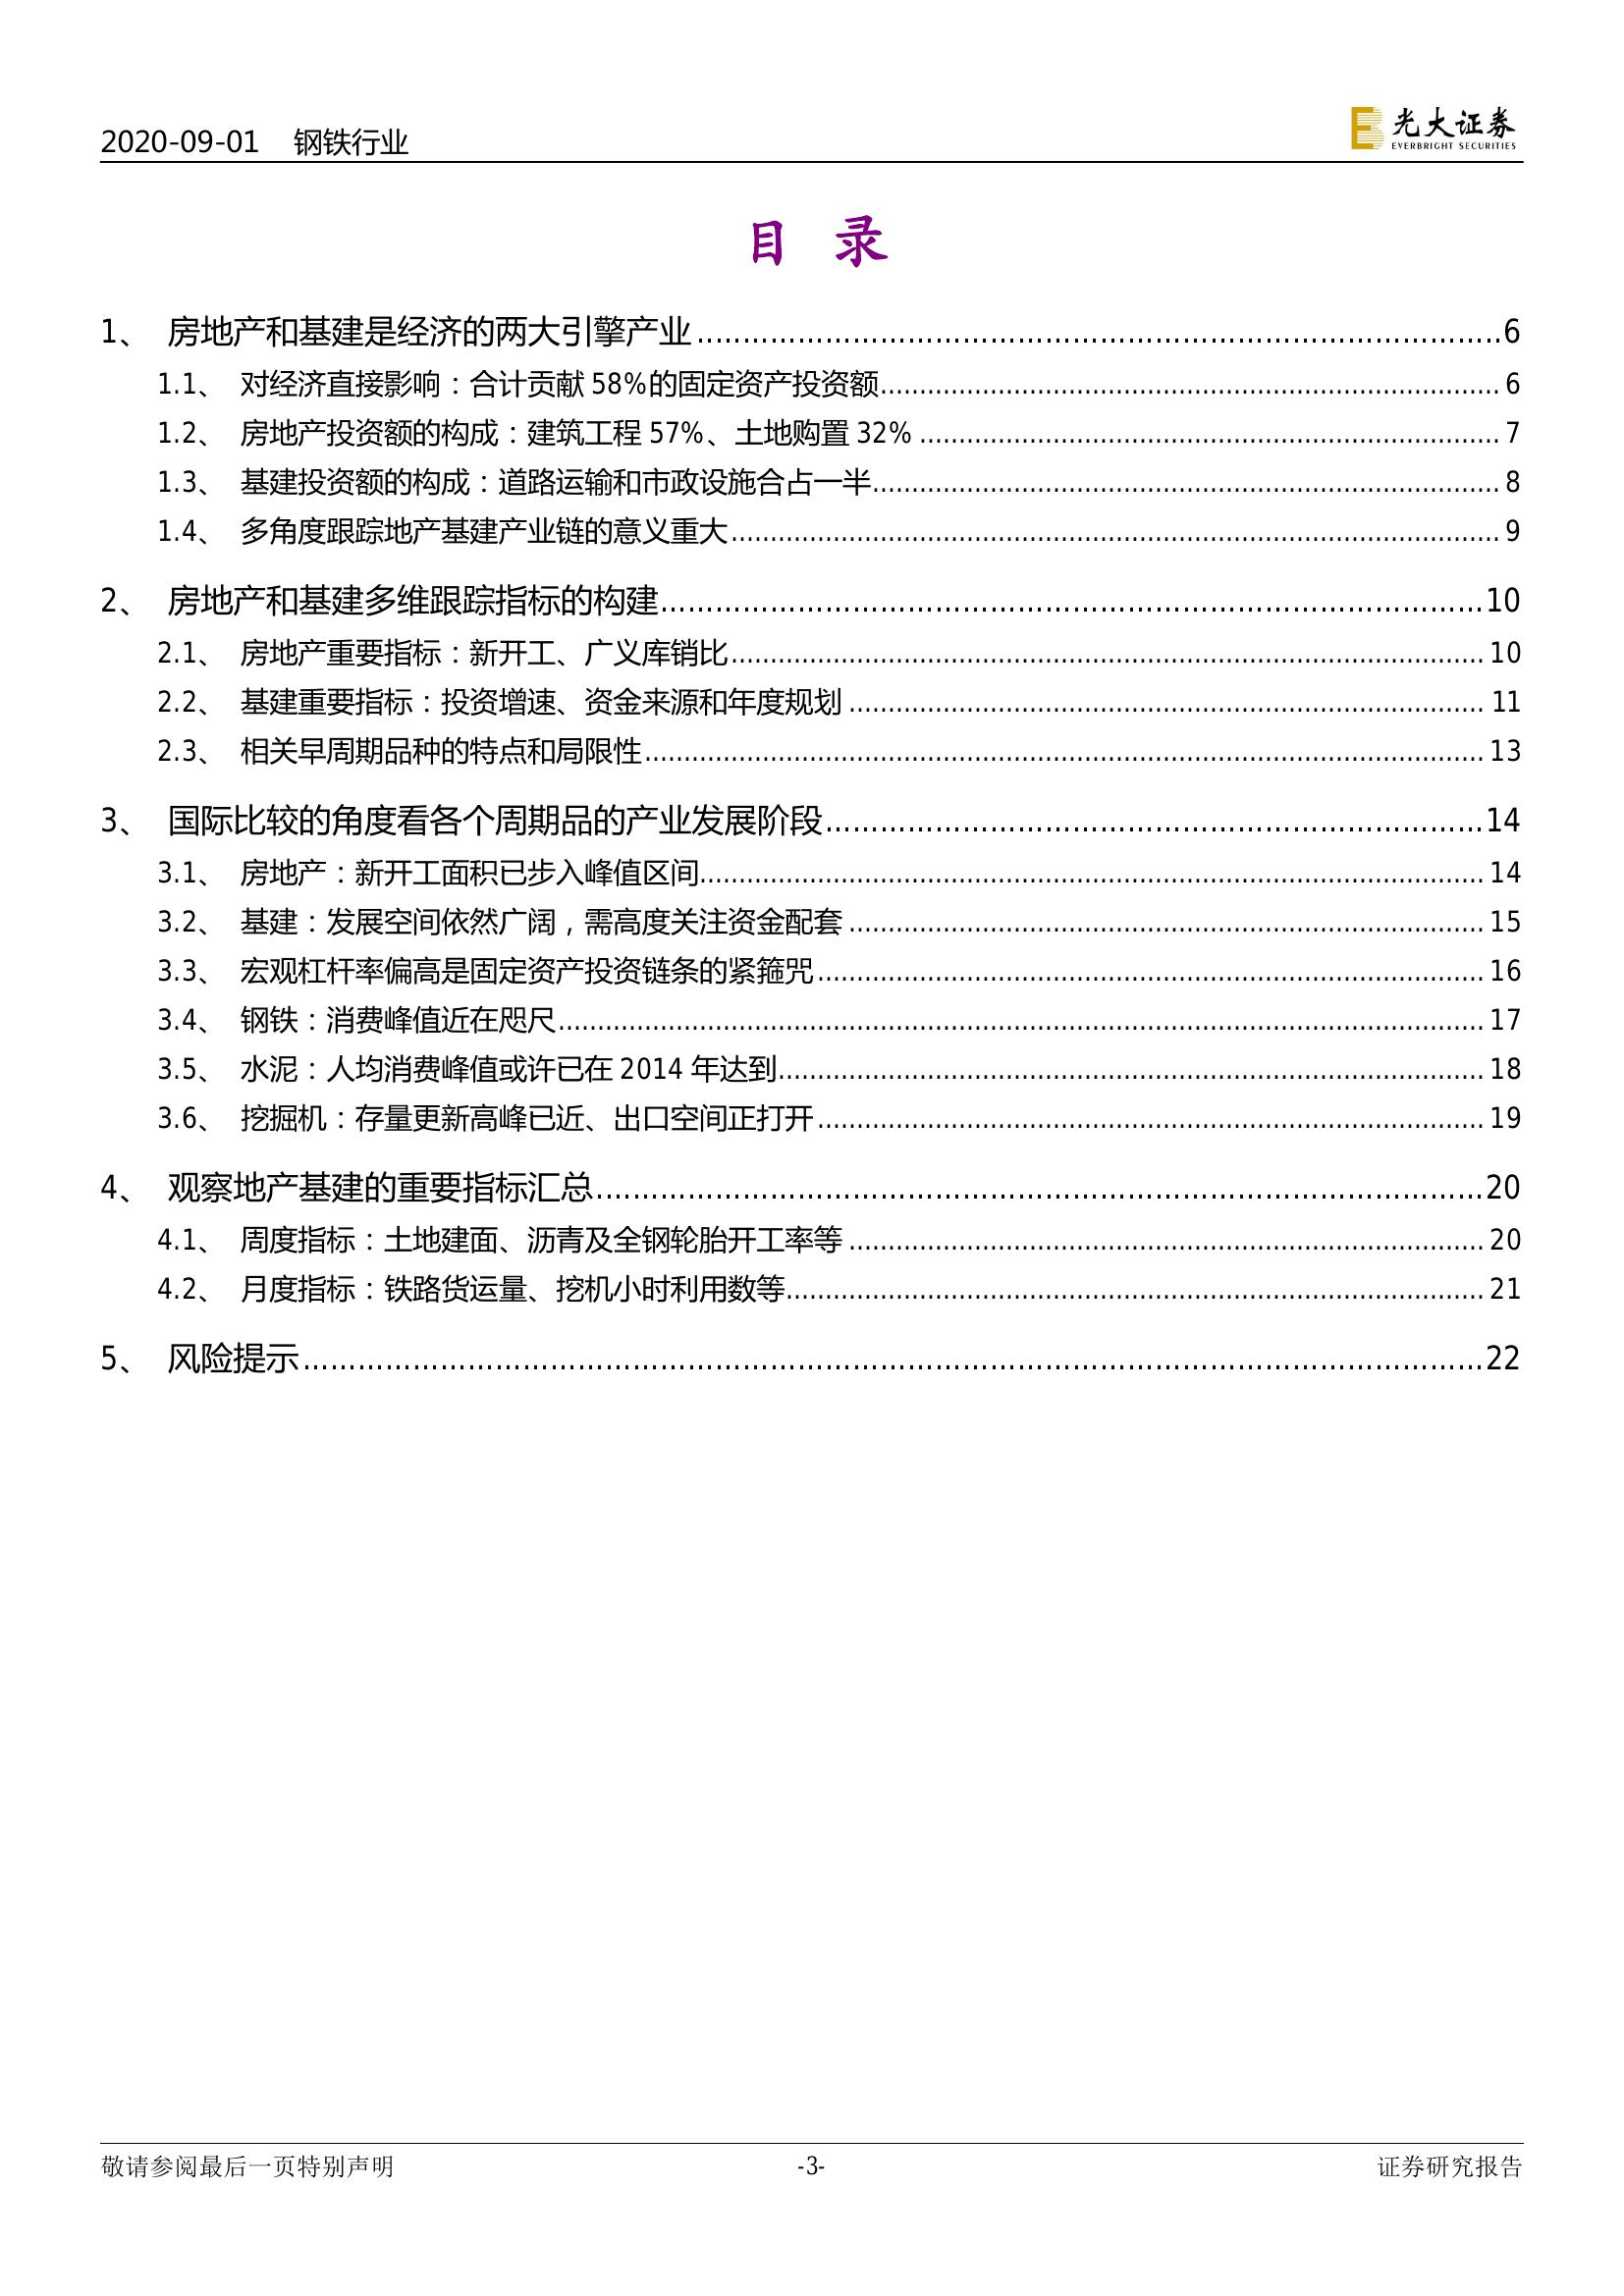 2020-09-01 钢铁行业
光大证券
EVERBRIGHT SECURITIES
目 录
1、 房地产和基建是经济的两大引擎产业........................................................................6
1.1、 对经济直接影响：合计贡献 58%的固定资产投资额........................................................................ 6
1.2、 房地产投资额的构成：建筑工程 57%、土地购置 32% ........................................................................ 7
1.3、 基建投资额的构成：道路运输和市政设施合占一半........................................................................ 8
1.4、 多角度跟踪地产基建产业链的意义重大........................................................................ 9
2、 房地产和基建多维跟踪指标的构建........................................................................10
2.1、 房地产重要指标：新开工、广义库销比........................................................................ 10
2.2、 基建重要指标：投资增速、资金来源和年度规划 ........................................................................ 11
2.3、 相关早周期品种的特点和局限性........................................................................ 13
3、 国际比较的角度看各个周期品的产业发展阶段........................................................................14
3.1、 房地产：新开工面积已步入峰值区间........................................................................ 14
3.2、 基建：发展空间依然广阔，需高度关注资金配套 ........................................................................ 15
3.3、 宏观杠杆率偏高是固定资产投资链条的紧箍咒........................................................................ 16
3.4、 钢铁：消费峰值近在咫尺........................................................................ 17
3.5、 水泥：人均消费峰值或许已在 2014 年达到........................................................................ 18
3.6、 挖掘机：存量更新高峰已近、出口空间正打开........................................................................ 19
4、 观察地产基建的重要指标汇总........................................................................20
4.1、 周度指标：土地建面、沥青及全钢轮胎开工率等 ........................................................................ 20
4.2、 月度指标：铁路货运量、挖机小时利用数等........................................................................ 21
5、 风险提示........................................................................22
敬请参阅最后一页特别声明 -3- 证券研究报告